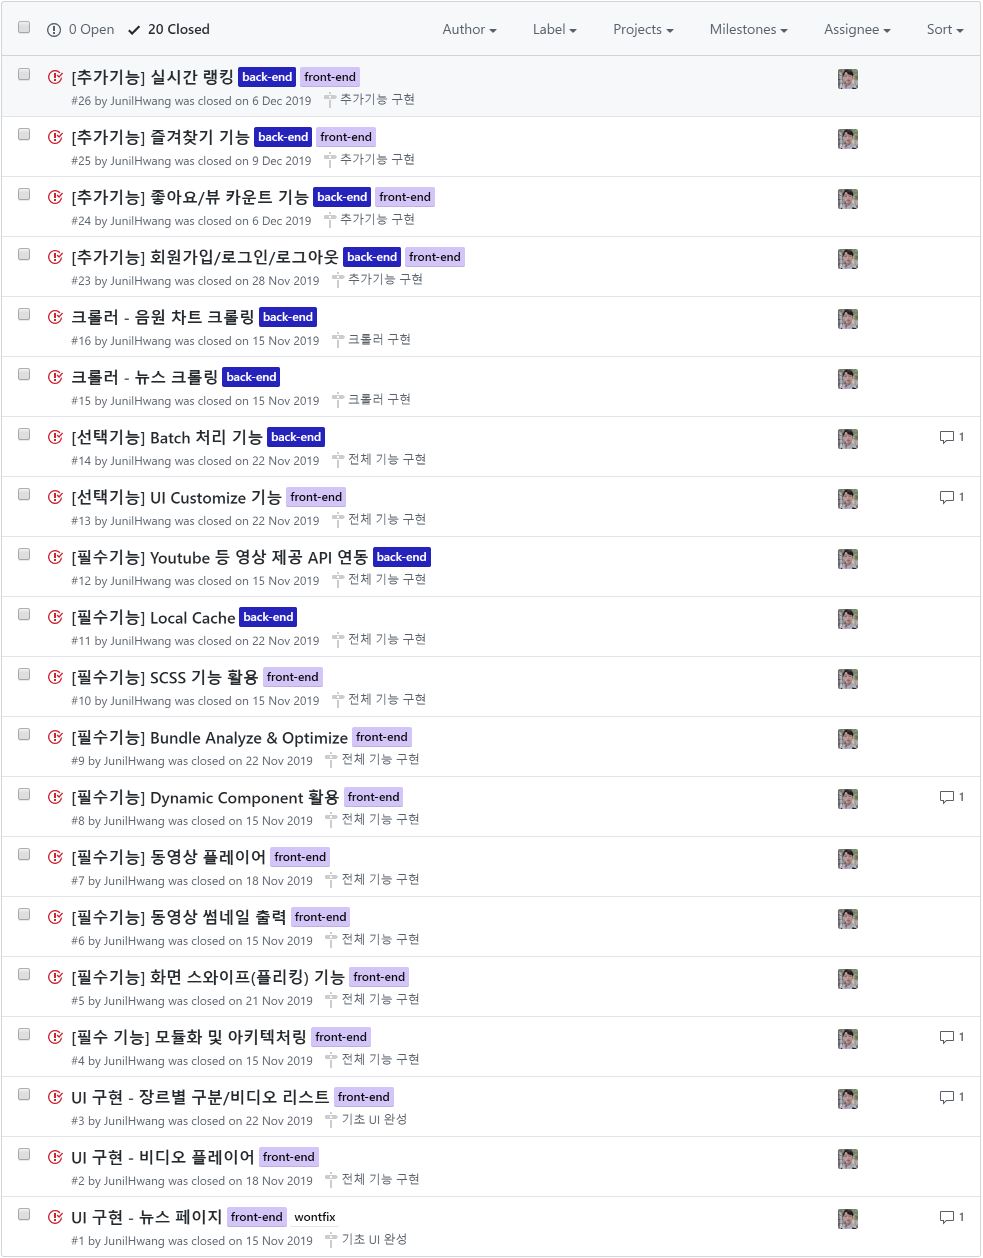 0 Open 20 Closed Author Label Projects Milestones Assignee Sort
[추가기능] 실시간 랭킹 back-end front-end
#26 by JunilHwang was closed on 6 Dec 2019 추가기능 구현
[추가기능] 즐겨찾기 기능 back-end front-end
#25 by JunilHwang was closed on 9 Dec 2019 추가기능 구현
[추가기능] 좋아요/뷰 카운트 기능 back-end front-end
#24 by JunilHwang was closed on 6 Dec 2019 추가기능 구현
[추가기능] 회원가입/로그인/로그아웃 back-end front-end
#23 by JunilHwang was closed on 28 Nov 2019 추가기능 구현
크롤러 - 음원 차트 크롤링 back-end
#16 by JunilHwang was closed on 15 Nov 2019 크롤러 구현
크롤러 - 뉴스 크롤링 back-end
#15 by JunilHwang was closed on 15 Nov 2019 크롤러 구현
[선택기능] Batch 처리 기능 back-end 1
#14 by JunilHwang was closed on 22 Nov 2019 전체 기능 구현
[선택기능] UI Customize 기능 front-end 1
#13 by JunilHwang was closed on 22 Nov 2019 전체 기능 구현
[필수기능] Youtube 등 영상 제공 API 연동 back-end
#12 by JunilHwang was closed on 15 Nov 2019 전체 기능 구현
[필수기능] Local Cache back-end
#11 by JunilHwang was closed on 22 Nov 2019 전체 기능 구현
[필수기능] SCSS 기능 활용 front-end
#10 by JunilHwang was closed on 15 Nov 2019 전체 기능 구현
[필수기능] Bundle Analyze & Optimize front-end
#9 by JunilHwang was closed on 22 Nov 2019 전체 기능 구현
[필수기능] Dynamic Component 활용 front-end 1
#8 by JunilHwang was closed on 15 Nov 2019 전체 기능 구현
[필수기능] 동영상 플레이어 front-end
#7 by JunilHwang was closed on 18 Nov 2019 전체 기능 구현
[필수기능] 동영상 썸네일 출력 front-end
#6 by JunilHwang was closed on 15 Nov 2019 전체 기능 구현
[필수기능] 화면 스와이프(플리킹) 기능 front-end
#5 by JunilHwang was closed on 21 Nov 2019 전체 기능 구현
[필수 기능] 모듈화 및 아키텍처링 front-end 1
#4 by JunilHwang was closed on 15 Nov 2019 전체 기능 구현
UI 구현 - 장르별 구분/비디오 리스트 front-end 1
#3 by JunilHwang was closed on 22 Nov 2019 기초 UI 완성
UI 구현 - 비디오 플레이어 front-end
#2 by JunilHwang was closed on 18 Nov 2019 전체 기능 구현
UI 구현 - 뉴스 페이지 front-end wontfix 1
#1 by JunilHwang was closed on 15 Nov 2019 기초 UI 완성